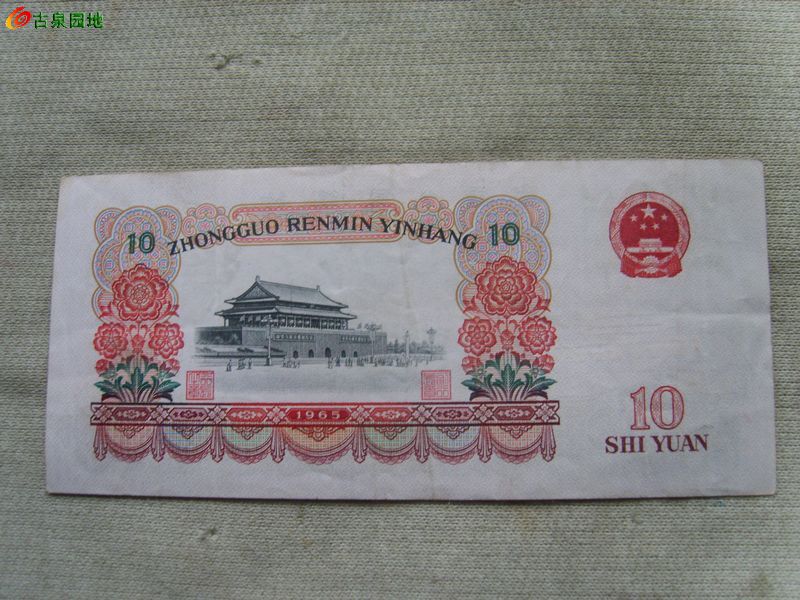 古泉园地
10 ZHONGGUO RENMIN YINHANG 10
1965
10
SHI YUAN